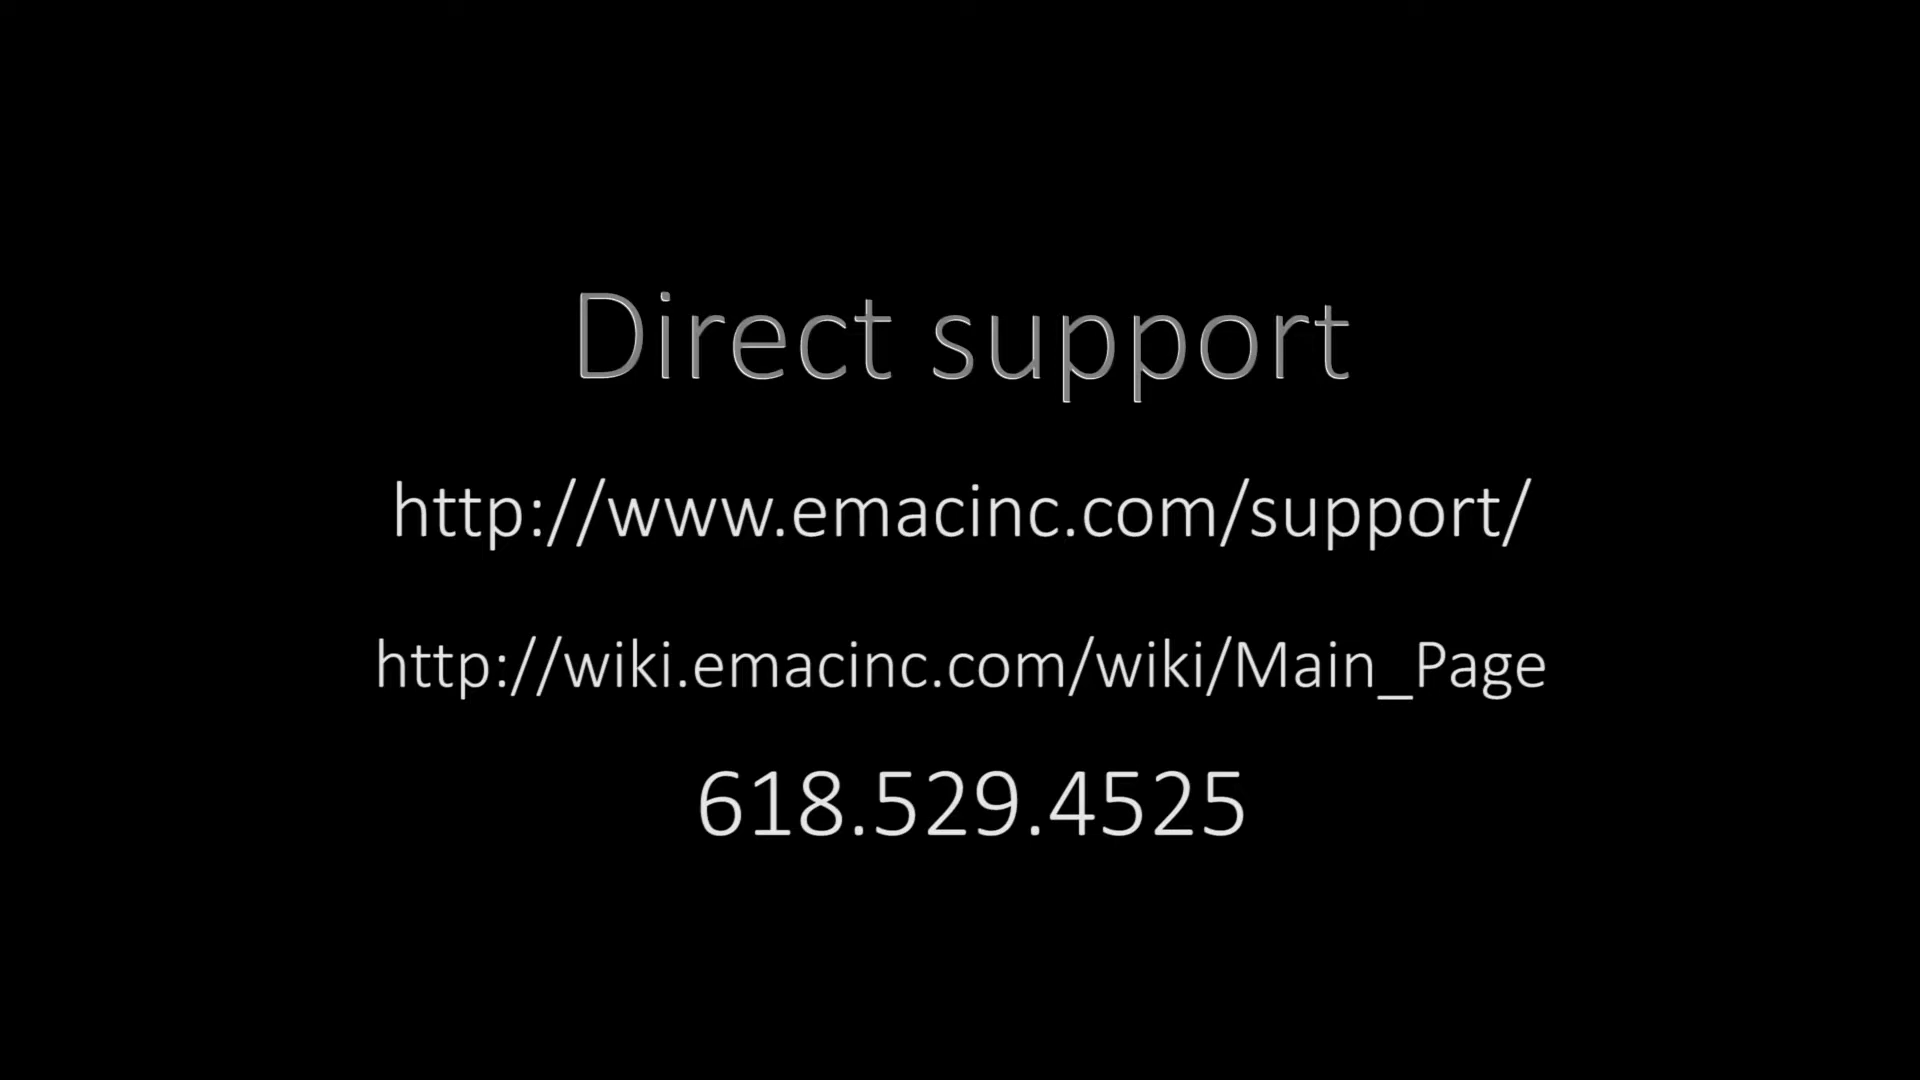 Direct support
http://www.emacinc.com/support/
http://wiki.emacinc.com/wiki/Main_Page
618.529.4525